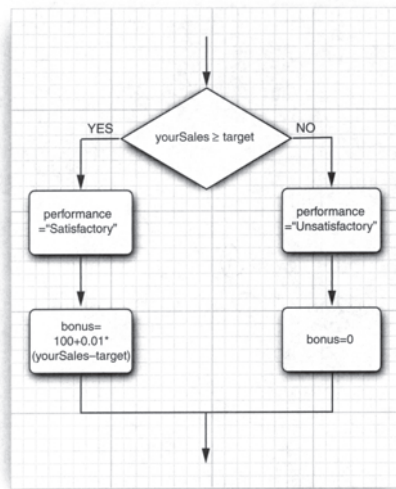 yourSales ≥ target
YES
NO
performance
="Satisfactory"
performance
="Unsatisfactory"
bonus=
100+0.01*
(yourSales–target)
bonus=0